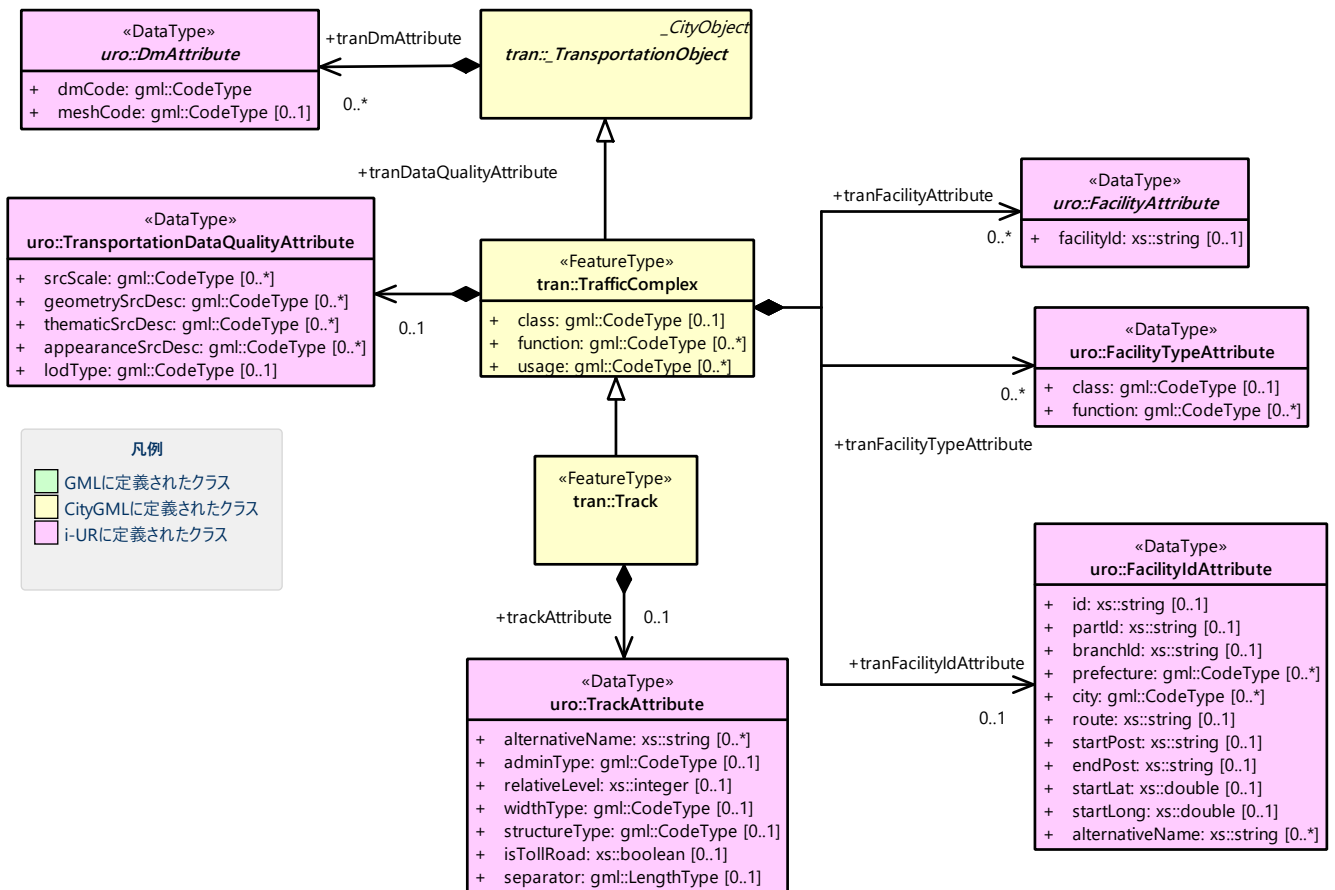 «DataType»
uro::DmAttribute
+ dmCode: gml::CodeType
+ meshCode: gml::CodeType [0..1]
+tranDmAttribute
0..*
_CityObject
tran::_TransportationObject
+tranDataQualityAttribute
«DataType»
uro::TransportationDataQualityAttribute
+ srcScale: gml::CodeType [0..*]
+ geometrySrcDesc: gml::CodeType [0..*]
+ thematicSrcDesc: gml::CodeType [0..*]
+ appearanceSrcDesc: gml::CodeType [0..*]
+ lodType: gml::CodeType [0..1]
0..1
«FeatureType»
tran::TrafficComplex
+ class: gml::CodeType [0..1]
+ function: gml::CodeType [0..*]
+ usage: gml::CodeType [0..*]
+tranFacilityAttribute
0..*
«DataType»
uro::FacilityAttribute
+ facilityId: xs::string [0..1]
«DataType»
uro::FacilityTypeAttribute
+ class: gml::CodeType [0..1]
+ function: gml::CodeType [0..*]
0..*
+tranFacilityTypeAttribute
凡例
GMLに定義されたクラス
CityGMLに定義されたクラス
i-URに定義されたクラス
«FeatureType»
tran::Track
+trackAttribute
0..1
«DataType»
uro::TrackAttribute
+ alternativeName: xs::string [0..*]
+ adminType: gml::CodeType [0..1]
+ relativeLevel: xs::integer [0..1]
+ widthType: gml::CodeType [0..1]
+ structureType: gml::CodeType [0..1]
+ isTollRoad: xs::boolean [0..1]
+ separator: gml::LengthType [0..1]
+tranFacilityIdAttribute
0..1
«DataType»
uro::FacilityIdAttribute
+ id: xs::string [0..1]
+ partId: xs::string [0..1]
+ branchId: xs::string [0..1]
+ prefecture: gml::CodeType [0..*]
+ city: gml::CodeType [0..*]
+ route: xs::string [0..1]
+ startPost: xs::string [0..1]
+ endPost: xs::string [0..1]
+ startLat: xs::double [0..1]
+ startLong: xs::double [0..1]
+ alternativeName: xs::string [0..*]